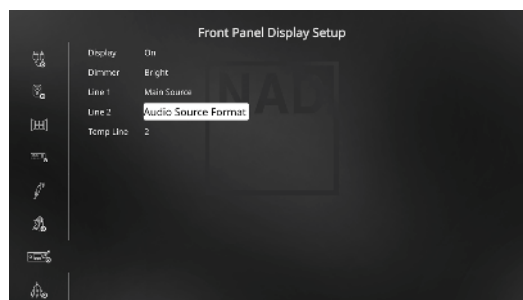 Front Panel Display Setup
Display On
Dimmer Bright
Line 1 Main Source
Line 2 Audio Source Format
Temp Line 2
NAD